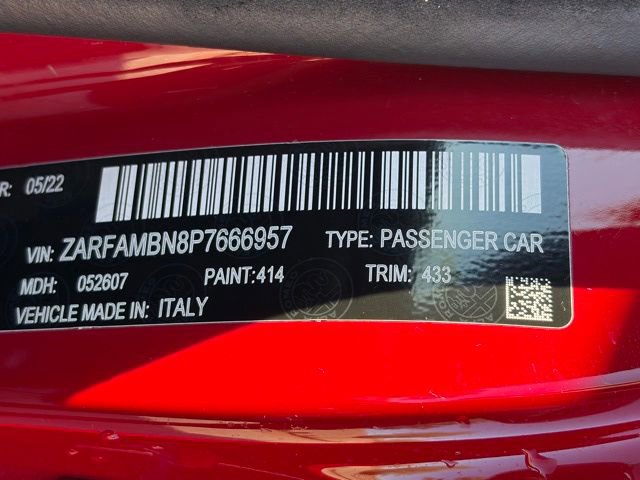 R: 05/22
VIN: ZARFAMBN8P7666957 TYPE: PASSENGER CAR
MDH: 052607 PAINT:414 TRIM: 433
VEHICLE MADE IN: ITALY